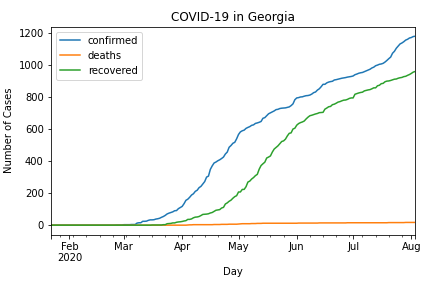 COVID-19 in Georgia
confirmed
deaths
recovered
Number of Cases
1200
1000
800
600
400
200
0
Feb Mar Apr May Jun Jul Aug
2020
Day